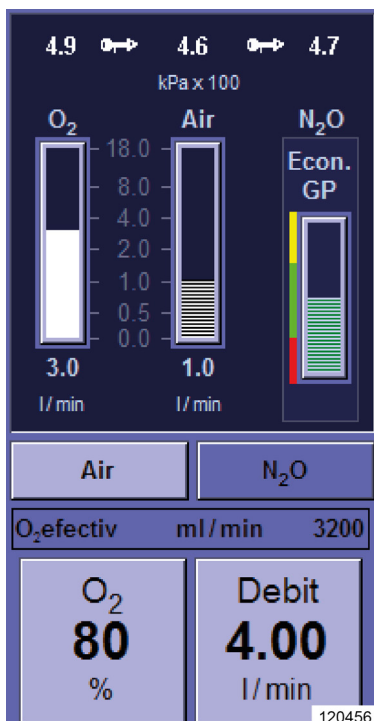 4.9 4.6 4.7
kPa x 100
O₂ Air N₂O
18.0
8.0
4.0
2.0
1.0
0.5
0.0
Econ.
GP
3.0 1.0
l/min l/min
Air N₂O
O₂efectiv ml/min 3200
O₂ Debit
80 4.00
% l/min
120456